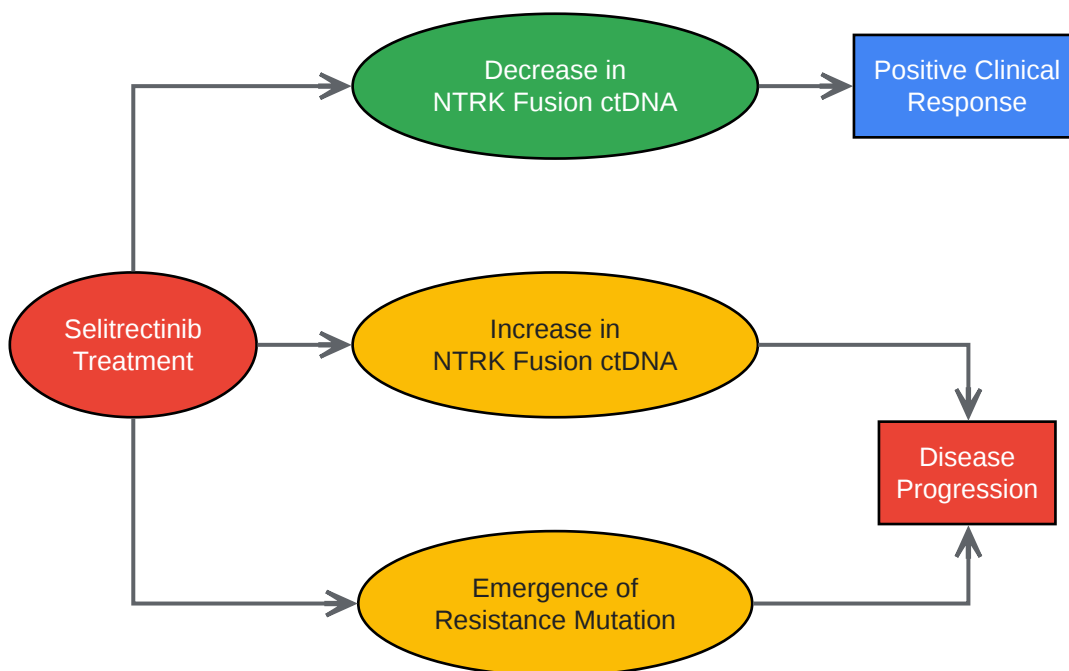 Decrease in
NTRK Fusion ctDNA
Positive Clinical
Response
Selitrectinib
Treatment
Increase in
NTRK Fusion ctDNA
Disease
Progression
Emergence of
Resistance Mutation